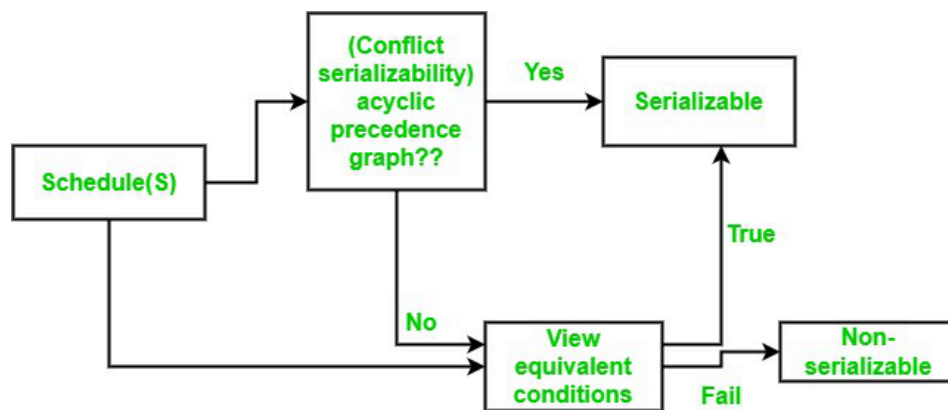 (Conflict
serializability)
acyclic
precedence
graph??
Yes
Serializable
Schedule(S)
True
No
View
equivalent
conditions
Fail
Non-
serializable